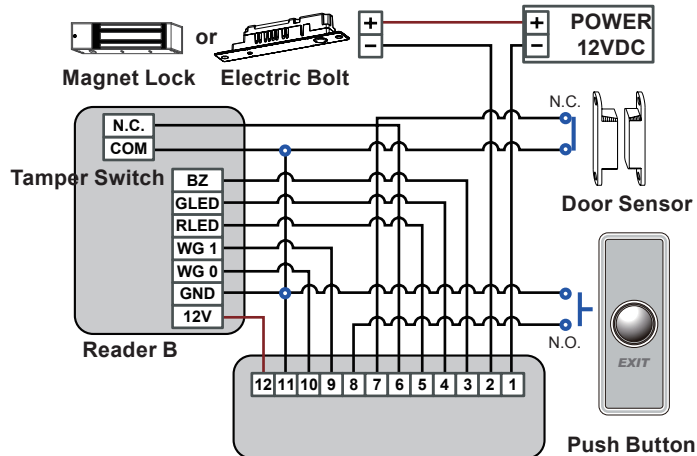 +
-
or
+
-
POWER
12VDC
Magnet Lock
Electric Bolt
N.C.
N.C.
COM
Tamper Switch
BZ
GLED
RLED
WG 1
WG 0
GND
12V
Reader B
Door Sensor
N.O.
EXIT
12 11 10 9 8 7 6 5 4 3 2 1
Push Button